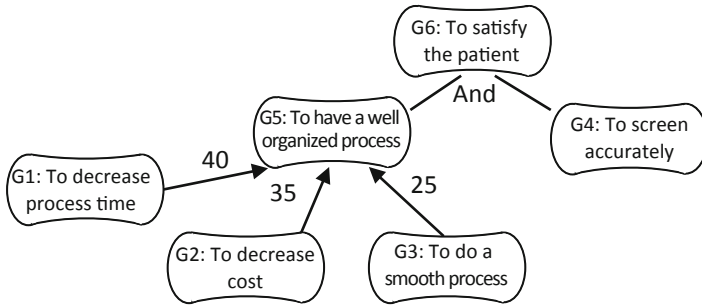 G6: To satisfy
the patient
And
G5: To have a well
organized process
G4: To screen
accurately
40
G1: To decrease
process time
35
25
G2: To decrease
cost
G3: To do a
smooth process